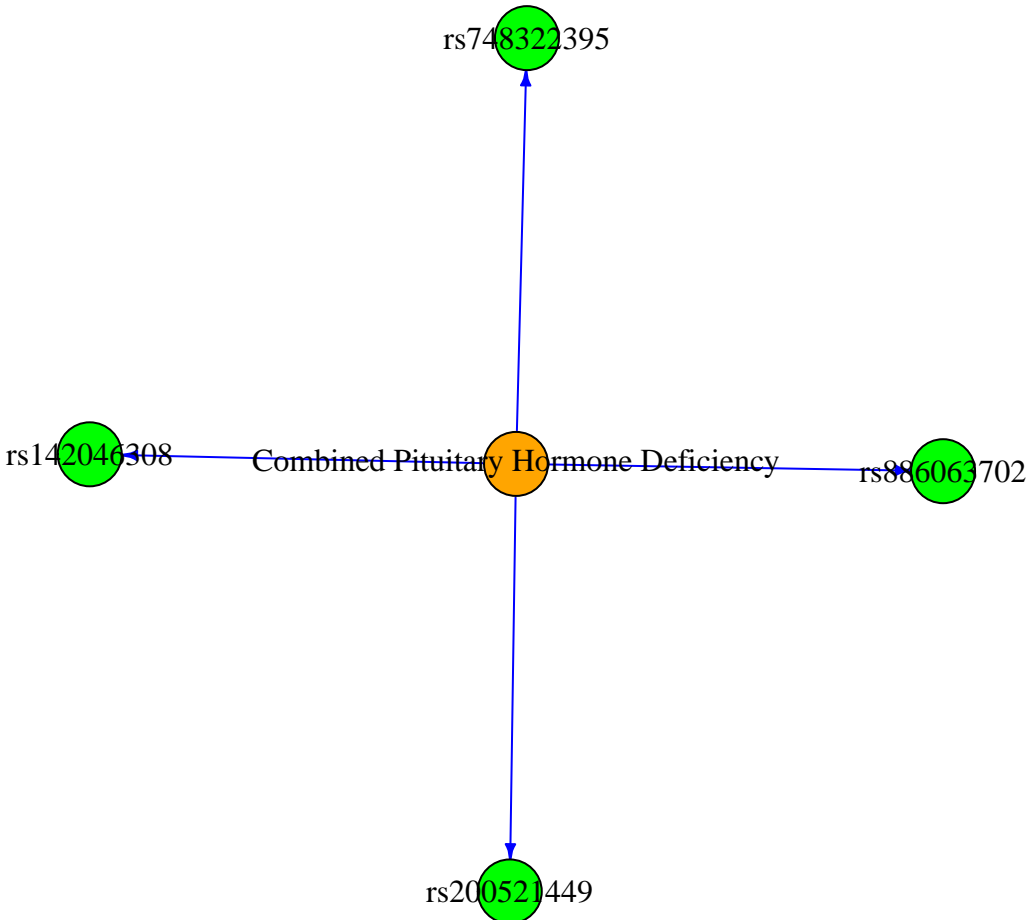 rs748322395
rs142046308
Combined Pituitary Hormone Deficiency
rs886063702
rs200521449